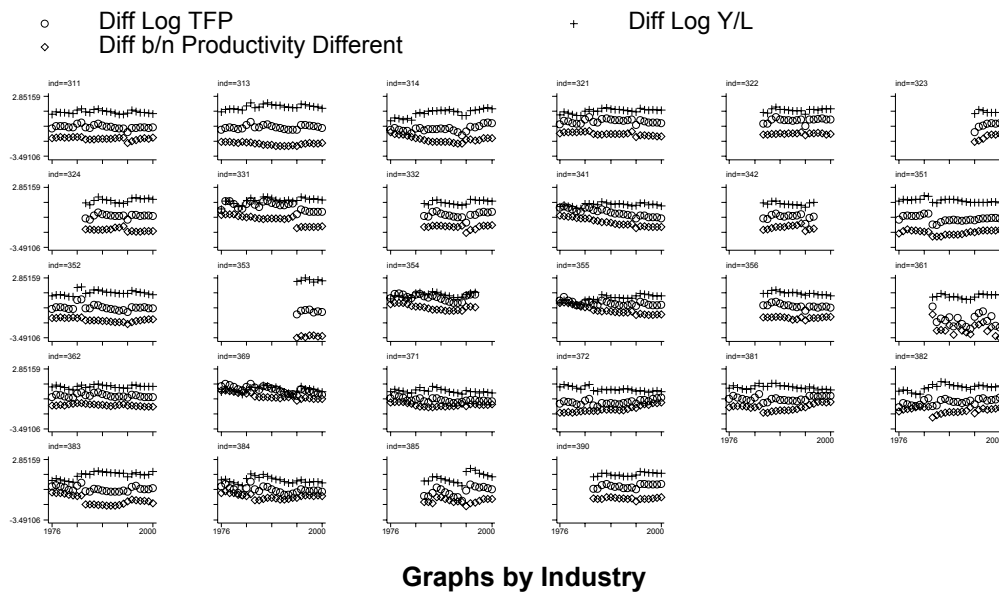 Diff Log TFP
Diff Log Y/L
Diff b/n Productivity Different
ind==311
ind==313
ind==314
ind==321
ind==322
ind==323
2.85159
-3.49106
ind==324
ind==331
ind==332
ind==341
ind==342
ind==351
2.85159
-3.49106
ind==352
ind==353
ind==354
ind==355
ind==356
ind==361
2.85159
-3.49106
ind==362
ind==369
ind==371
ind==372
ind==381
ind==382
2.85159
-3.49106
1976 2000
1976 2000
ind==383
ind==384
ind==385
ind==390
2.85159
-3.49106
1976 2000
1976 2000
1976 2000
1976 2000
Graphs by Industry